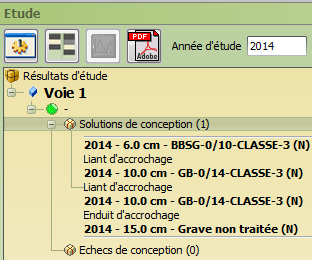 Etude
PDF
Adobe
Année d'étude 2014
Résultats d'étude
Voie 1
-
Solutions de conception (1)
2014 - 6.0 cm - BBSG-0/10-CLASSE-3 (N)
Liant d'accrochage
2014 - 10.0 cm - GB-0/14-CLASSE-3 (N)
Liant d'accrochage
2014 - 10.0 cm - GB-0/14-CLASSE-3 (N)
Enduit d'accrochage
2014 - 15.0 cm - Grave non traitée (N)
Echecs de conception (0)